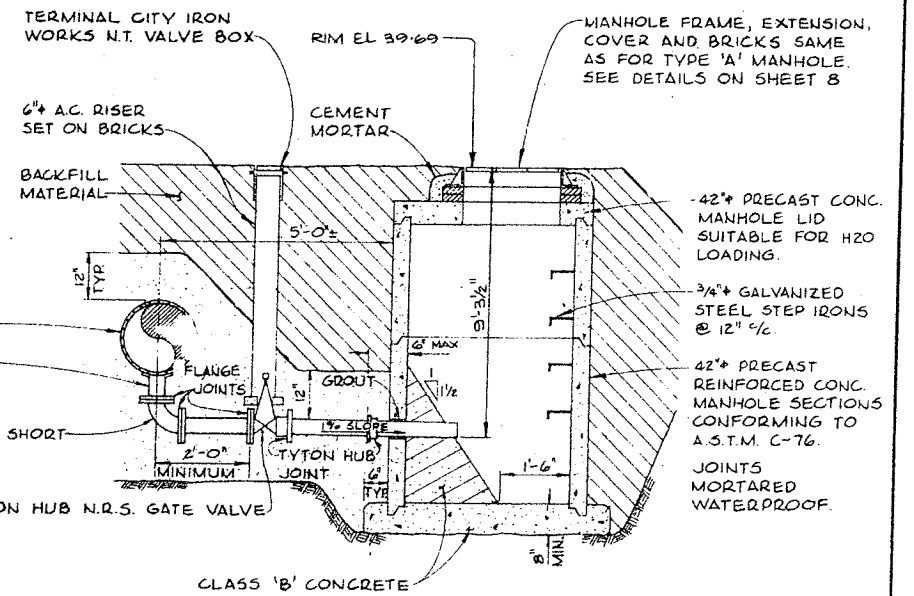 TERMINAL CITY IRON
WORKS N.T. VALVE BOX
RIM EL 39.69
MANHOLE FRAME, EXTENSION,
COVER AND BRICKS SAME
AS FOR TYPE 'A' MANHOLE.
SEE DETAILS ON SHEET 8
6"φ A.C. RISER
SET ON BRICKS
CEMENT
MORTAR
BACKFILL
MATERIAL
5'-0"±
12"
TYP.
9'-3½"
42"φ PRECAST CONC.
MANHOLE LID
SUITABLE FOR H20
LOADING.
3/4"φ GALVANIZED
STEEL STEP IRONS
@ 12" c/c.
6" MAX
1
1½
FLANGE
JOINTS
12"
GROUT
42"φ PRECAST
REINFORCED CONC.
MANHOLE SECTIONS
CONFORMING TO
A.S.T.M. C-76.
SHORT
1% SLOPE
2'-0"
MINIMUM
TYTON HUB
JOINT
6"
TYP
1'-6"
JOINTS
MORTARED
WATERPROOF.
ON HUB N.R.S. GATE VALVE
8"
MIN.
CLASS 'B' CONCRETE